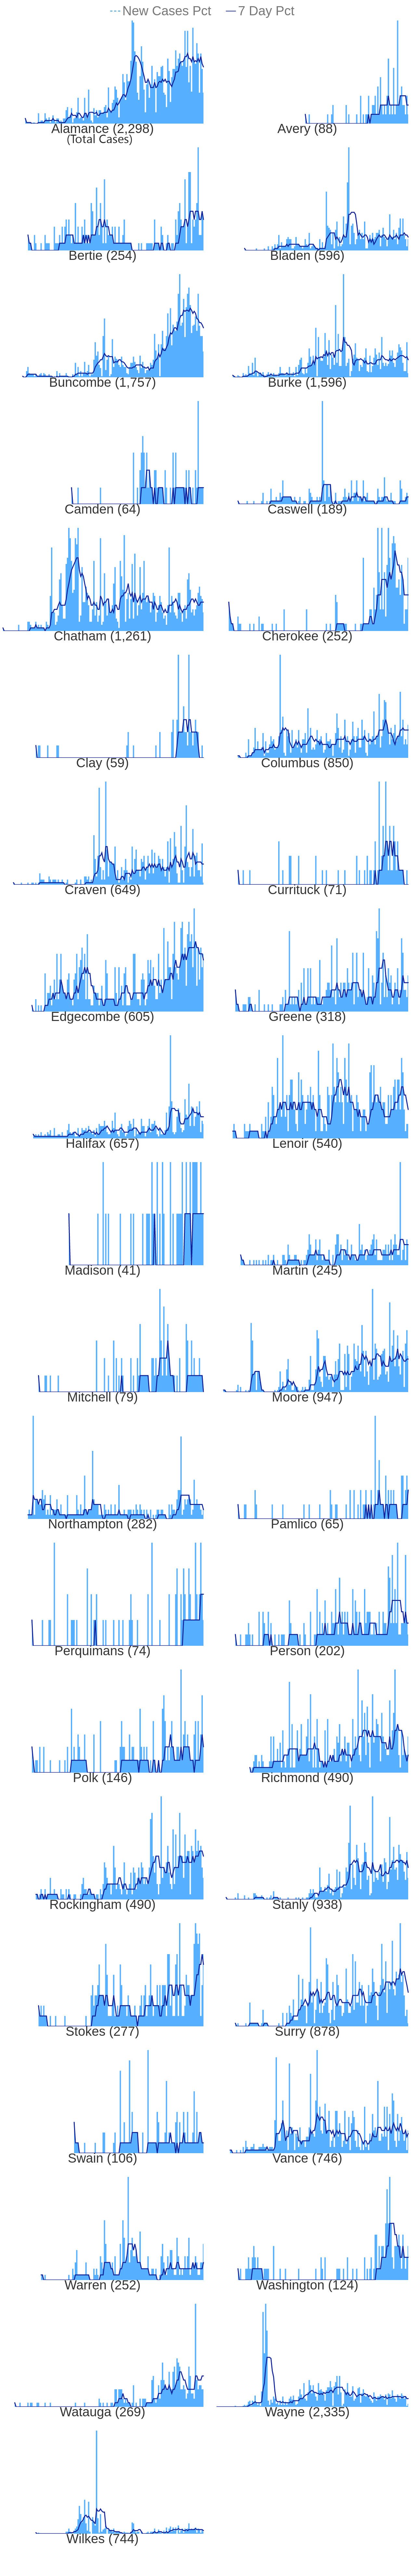 New Cases Pct 7 Day Pct
Alamance (2,298) Avery (88)
(Total Cases)
Bertie (254) Bladen (596)
Buncombe (1,757) Burke (1,596)
Camden (64) Caswell (189)
Chatham (1,261) Cherokee (252)
Clay (59) Columbus (850)
Craven (649) Currituck (71)
Edgecombe (605) Greene (318)
Halifax (657) Lenoir (540)
Madison (41) Martin (245)
Mitchell (79) Moore (947)
Northampton (282) Pamlico (65)
Perquimans (74) Person (202)
Polk (146) Richmond (490)
Rockingham (490) Stanly (938)
Stokes (277) Surry (878)
Swain (106) Vance (746)
Warren (252) Washington (124)
Watauga (269) Wayne (2,335)
Wilkes (744)